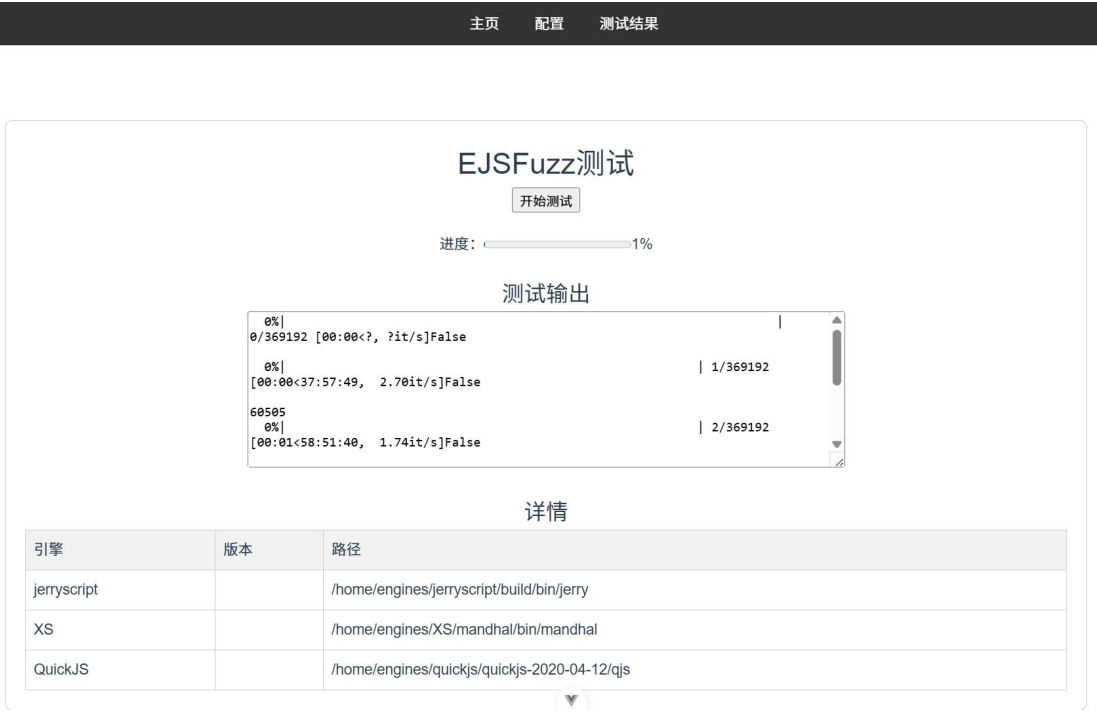 主页 配置 测试结果
EJSFuzz测试
开始测试
进度： 1%
测试输出
0%| |
0/369192 [00:00<?, ?it/s]False
0%| | 1/369192
[00:00<37:57:49, 2.70it/s]False
60505
0%| | 2/369192
[00:01<58:51:40, 1.74it/s]False
详情
引擎 版本 路径
jerryscript /home/engines/jerryscript/build/bin/jerry
XS /home/engines/XS/mandhal/bin/mandhal
QuickJS /home/engines/quickjs/quickjs-2020-04-12/qjs